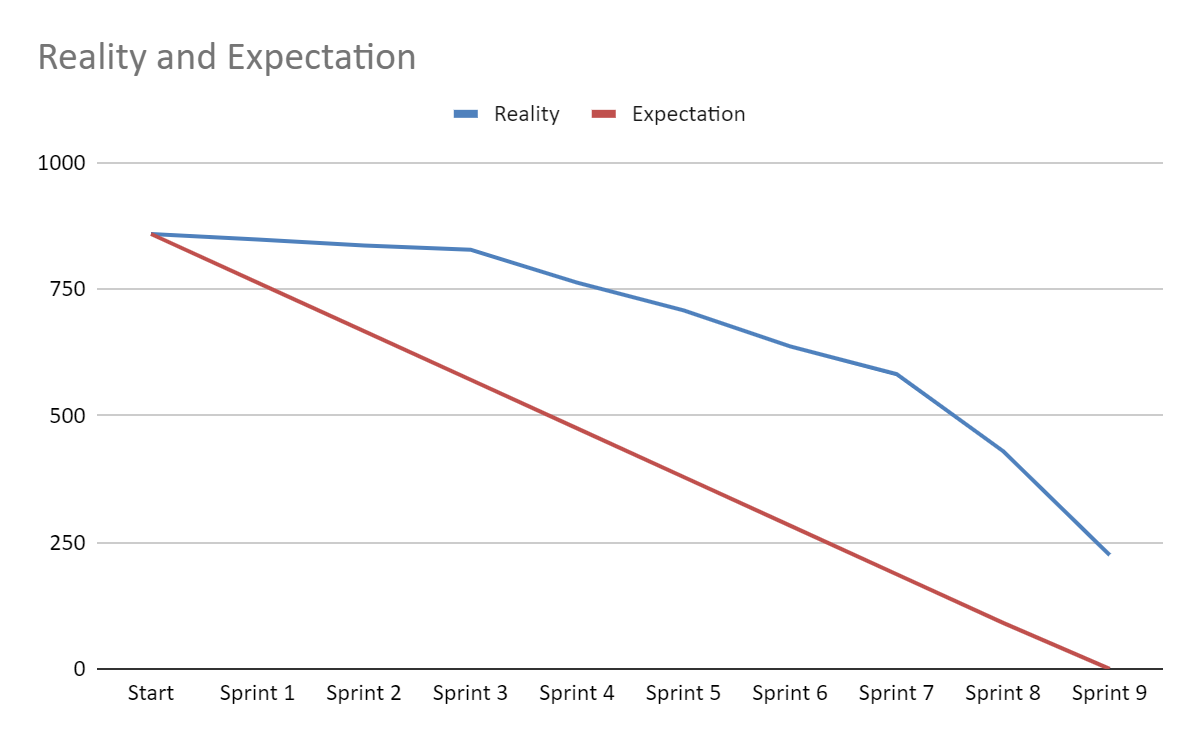 Reality and Expectation
Reality Expectation
1000
750
500
250
0
Start Sprint 1 Sprint 2 Sprint 3 Sprint 4 Sprint 5 Sprint 6 Sprint 7 Sprint 8 Sprint 9